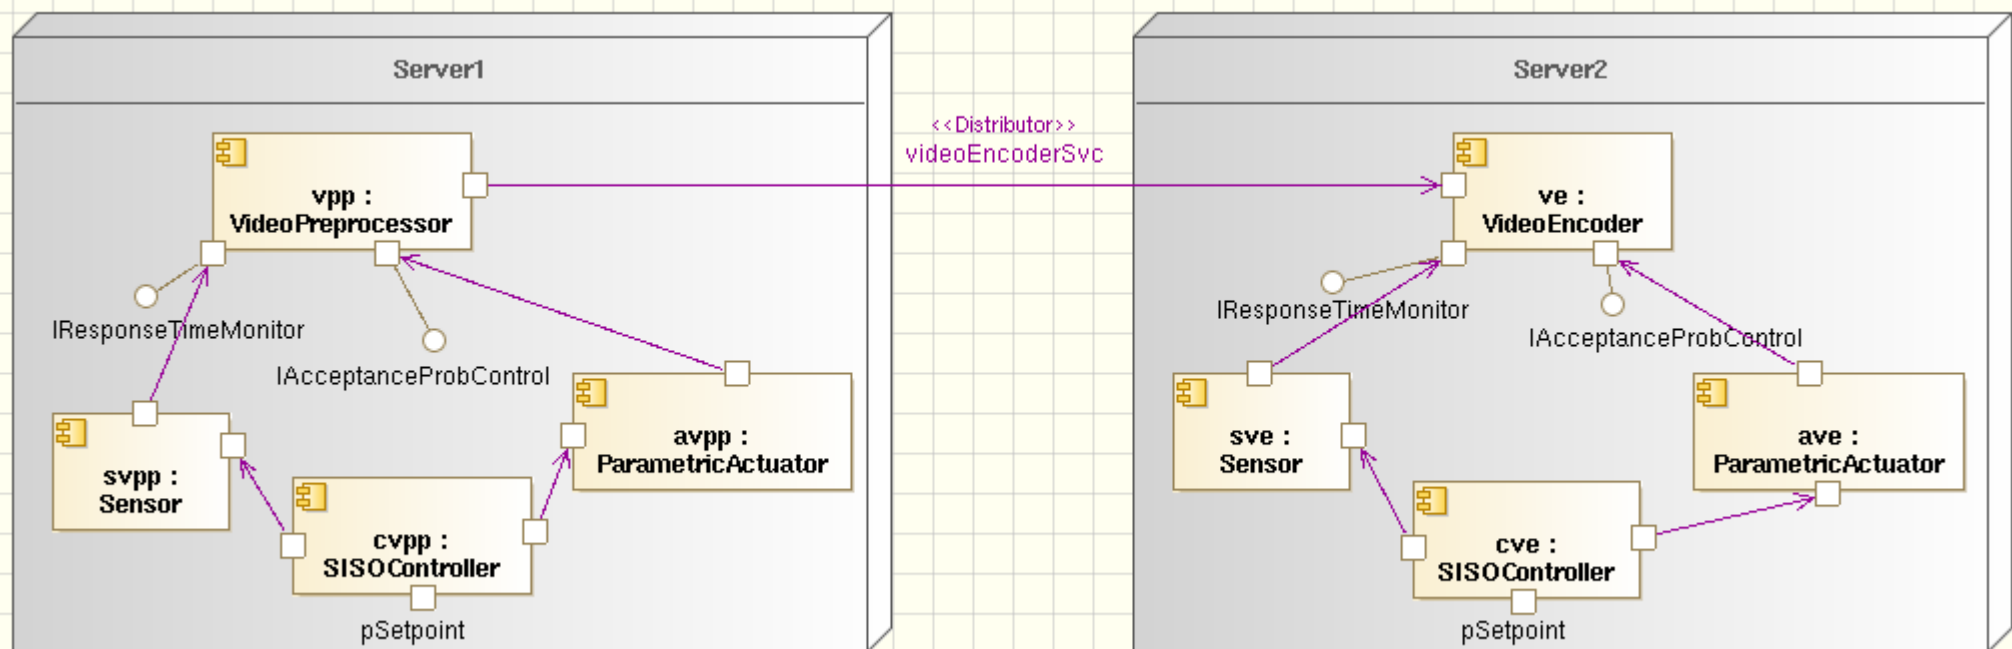 Server1
Server2
<<Distributor>>
videoEncoderSvc
vpp :
VideoPreprocessor
ve :
VideoEncoder
IResponseTimeMonitor
IAcceptanceProbControl
IResponseTimeMonitor
IAcceptanceProbControl
svpp :
Sensor
avpp :
ParametricActuator
cvpp :
SISOController
pSetpoint
sve :
Sensor
ave :
ParametricActuator
cve :
SISOController
pSetpoint